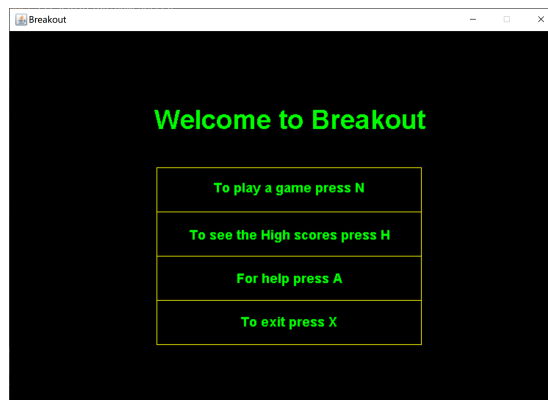 Breakout
Welcome to Breakout
To play a game press N
To see the High scores press H
For help press A
To exit press X